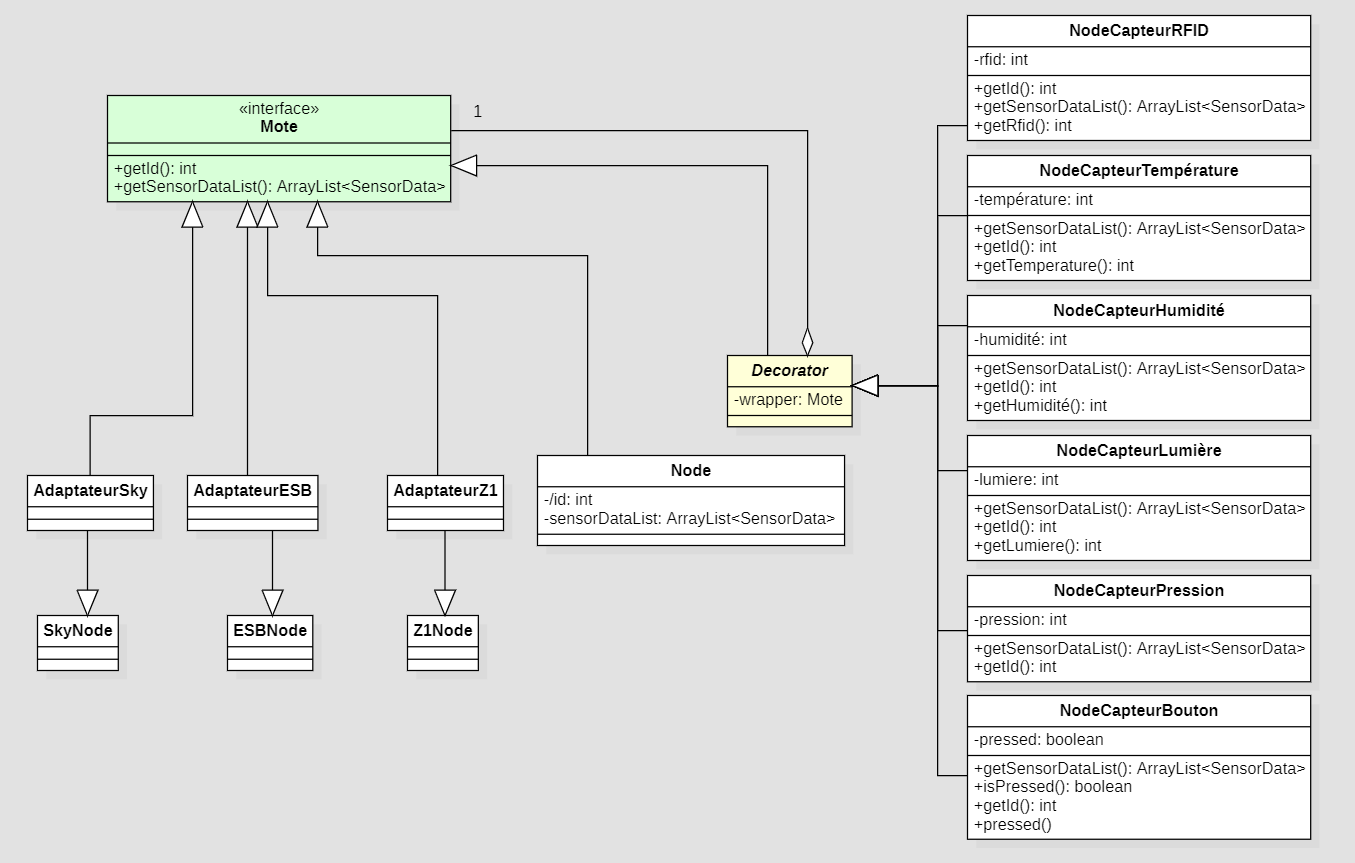 «interface»
Mote
+getId(): int
+getSensorDataList(): ArrayList<SensorData>
1
AdaptateurSky
AdaptateurESB
AdaptateurZ1
SkyNode
ESBNode
Z1Node
Node
-/id: int
-sensorDataList: ArrayList<SensorData>
Decorator
-wrapper: Mote
NodeCapteurRFID
-rfid: int
+getId(): int
+getSensorDataList(): ArrayList<SensorData>
+getRfid(): int
NodeCapteurTempérature
-température: int
+getSensorDataList(): ArrayList<SensorData>
+getId(): int
+getTemperature(): int
NodeCapteurHumidité
-humidité: int
+getSensorDataList(): ArrayList<SensorData>
+getId(): int
+getHumidité(): int
NodeCapteurLumière
-lumiere: int
+getSensorDataList(): ArrayList<SensorData>
+getId(): int
+getLumiere(): int
NodeCapteurPression
-pression: int
+getSensorDataList(): ArrayList<SensorData>
+getId(): int
NodeCapteurBouton
-pressed: boolean
+getSensorDataList(): ArrayList<SensorData>
+isPressed(): boolean
+getId(): int
+pressed()